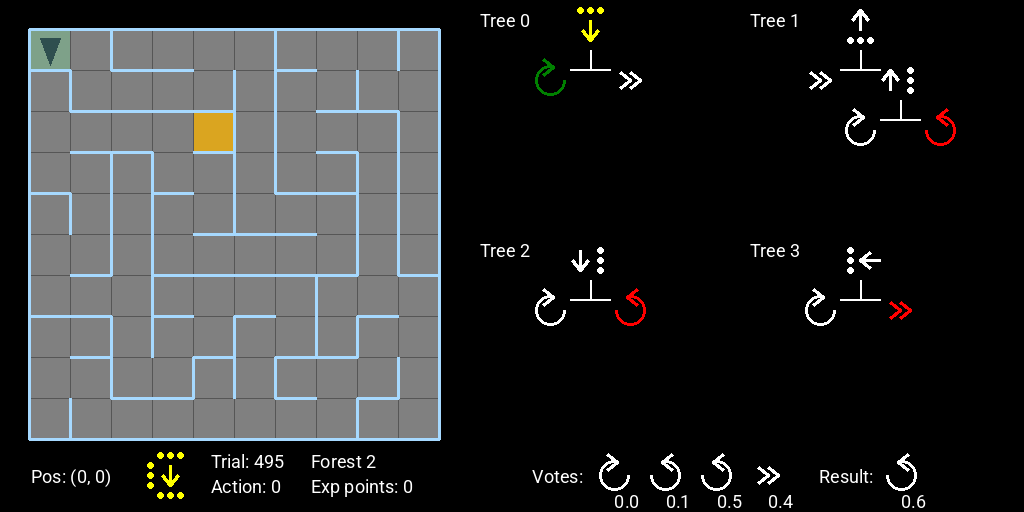 Tree 0
Tree 1
Tree 2
Tree 3
Pos: (0, 0)
Trial: 495
Forest 2
Action: 0
Exp points: 0
Votes:
0.0
0.1
0.5
0.4
Result:
0.6